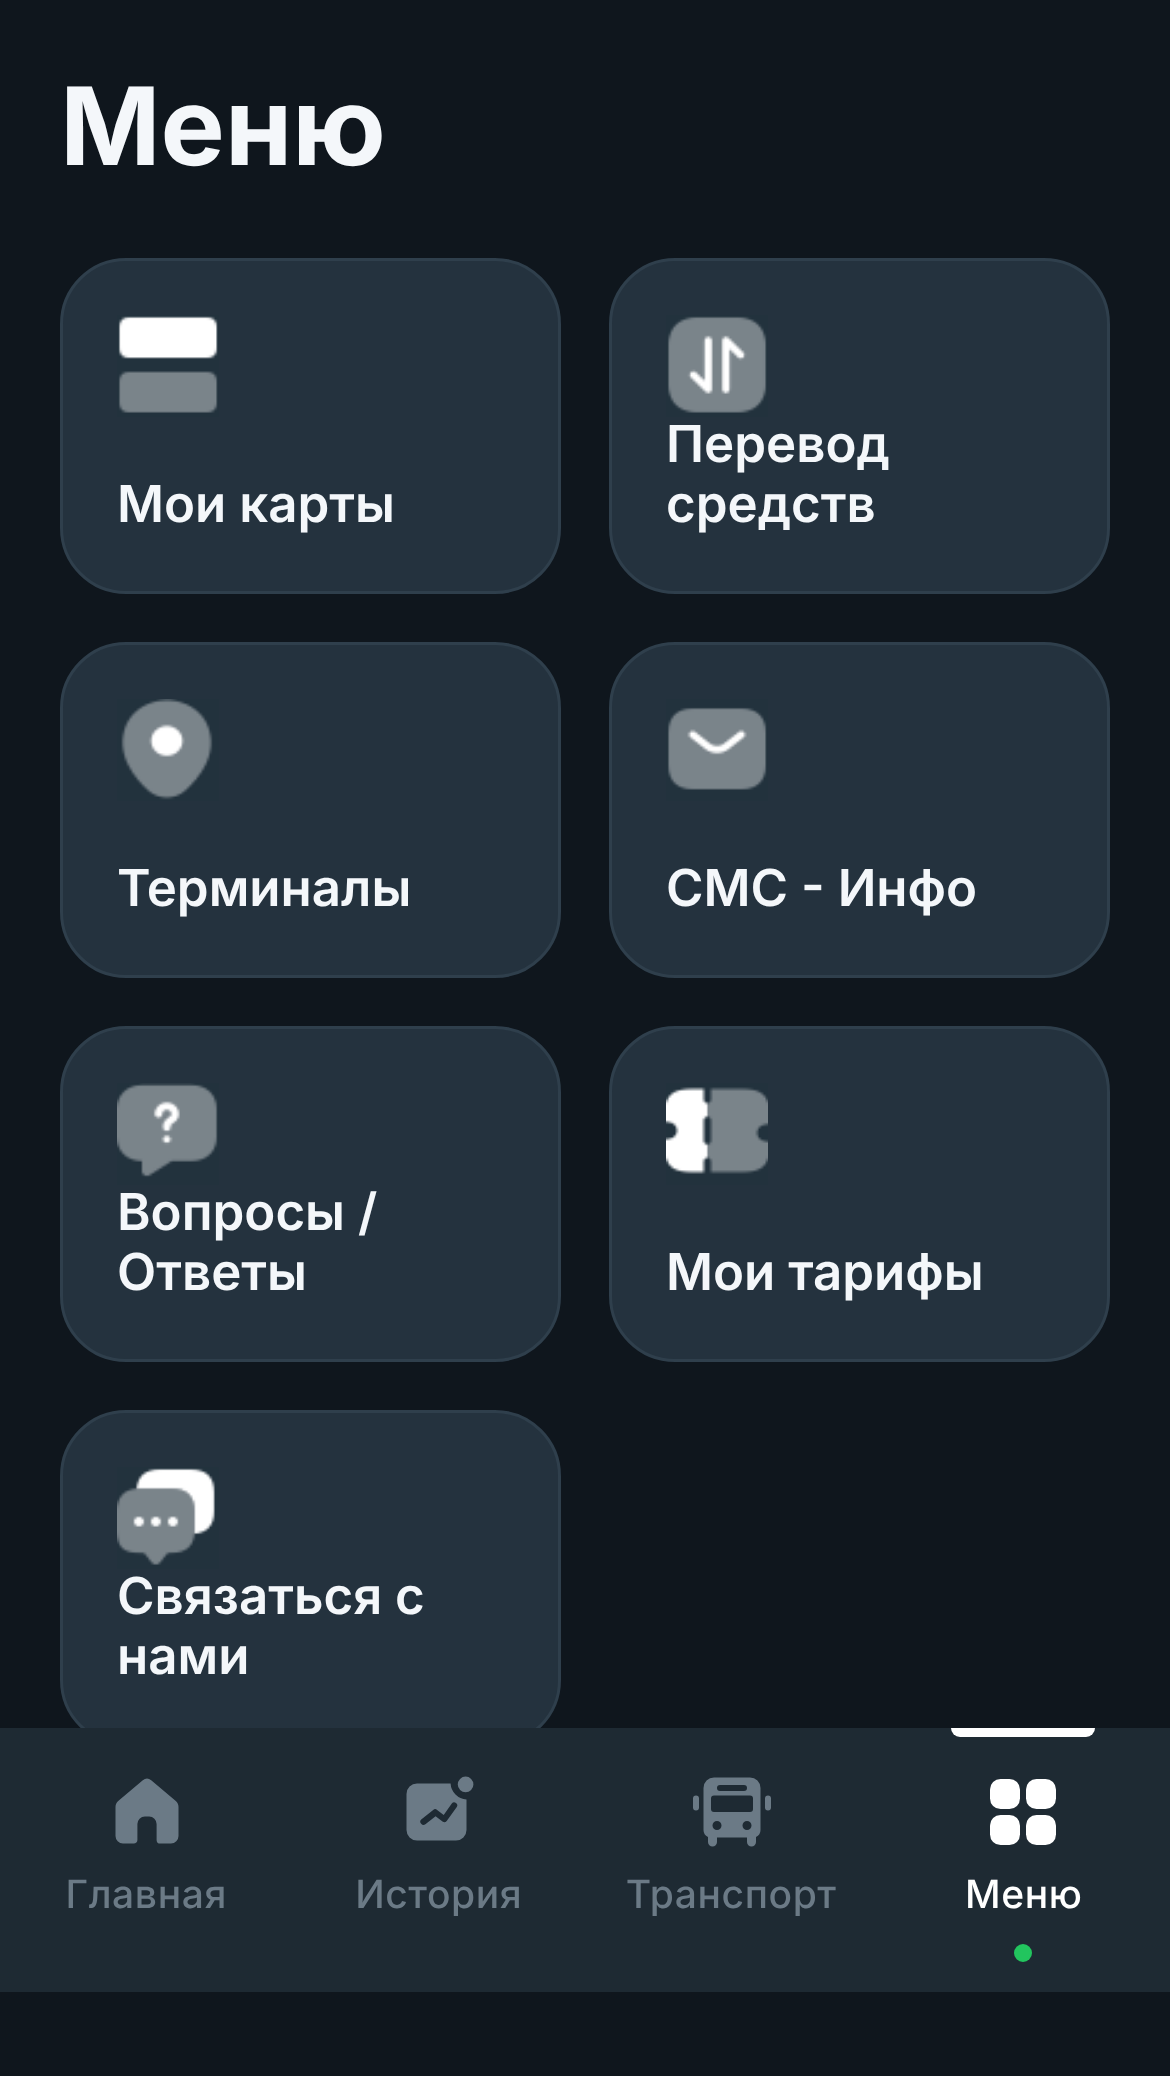 Меню
Мои карты
Перевод
средств
Терминалы
СМС - Инфо
?
Вопросы /
Ответы
Мои тарифы
Связаться с
нами
Главная
История
Транспорт
Меню